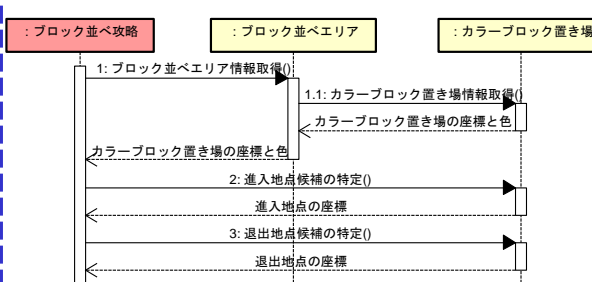 : ブロック並べ攻略
: ブロック並べエリア
: カラーブロック置き場
1: ブロック並べエリア情報取得()
1.1: カラーブロック置き場情報取得()
カラーブロック置き場の座標と色
カラーブロック置き場の座標と色
2: 進入地点候補の特定()
進入地点の座標
3: 退出地点候補の特定()
退出地点の座標